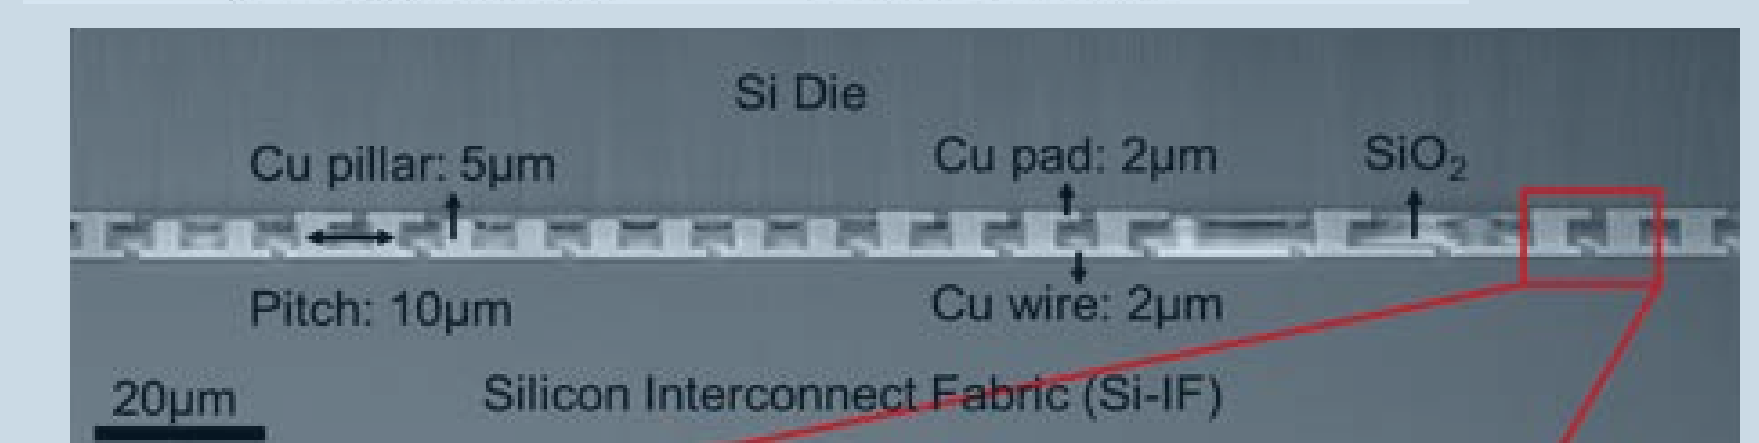 Si Die
Cu pillar: 5µm
Cu pad: 2µm
SiO₂
Pitch: 10µm
Cu wire: 2µm
20µm
Silicon Interconnect Fabric (Si-IF)